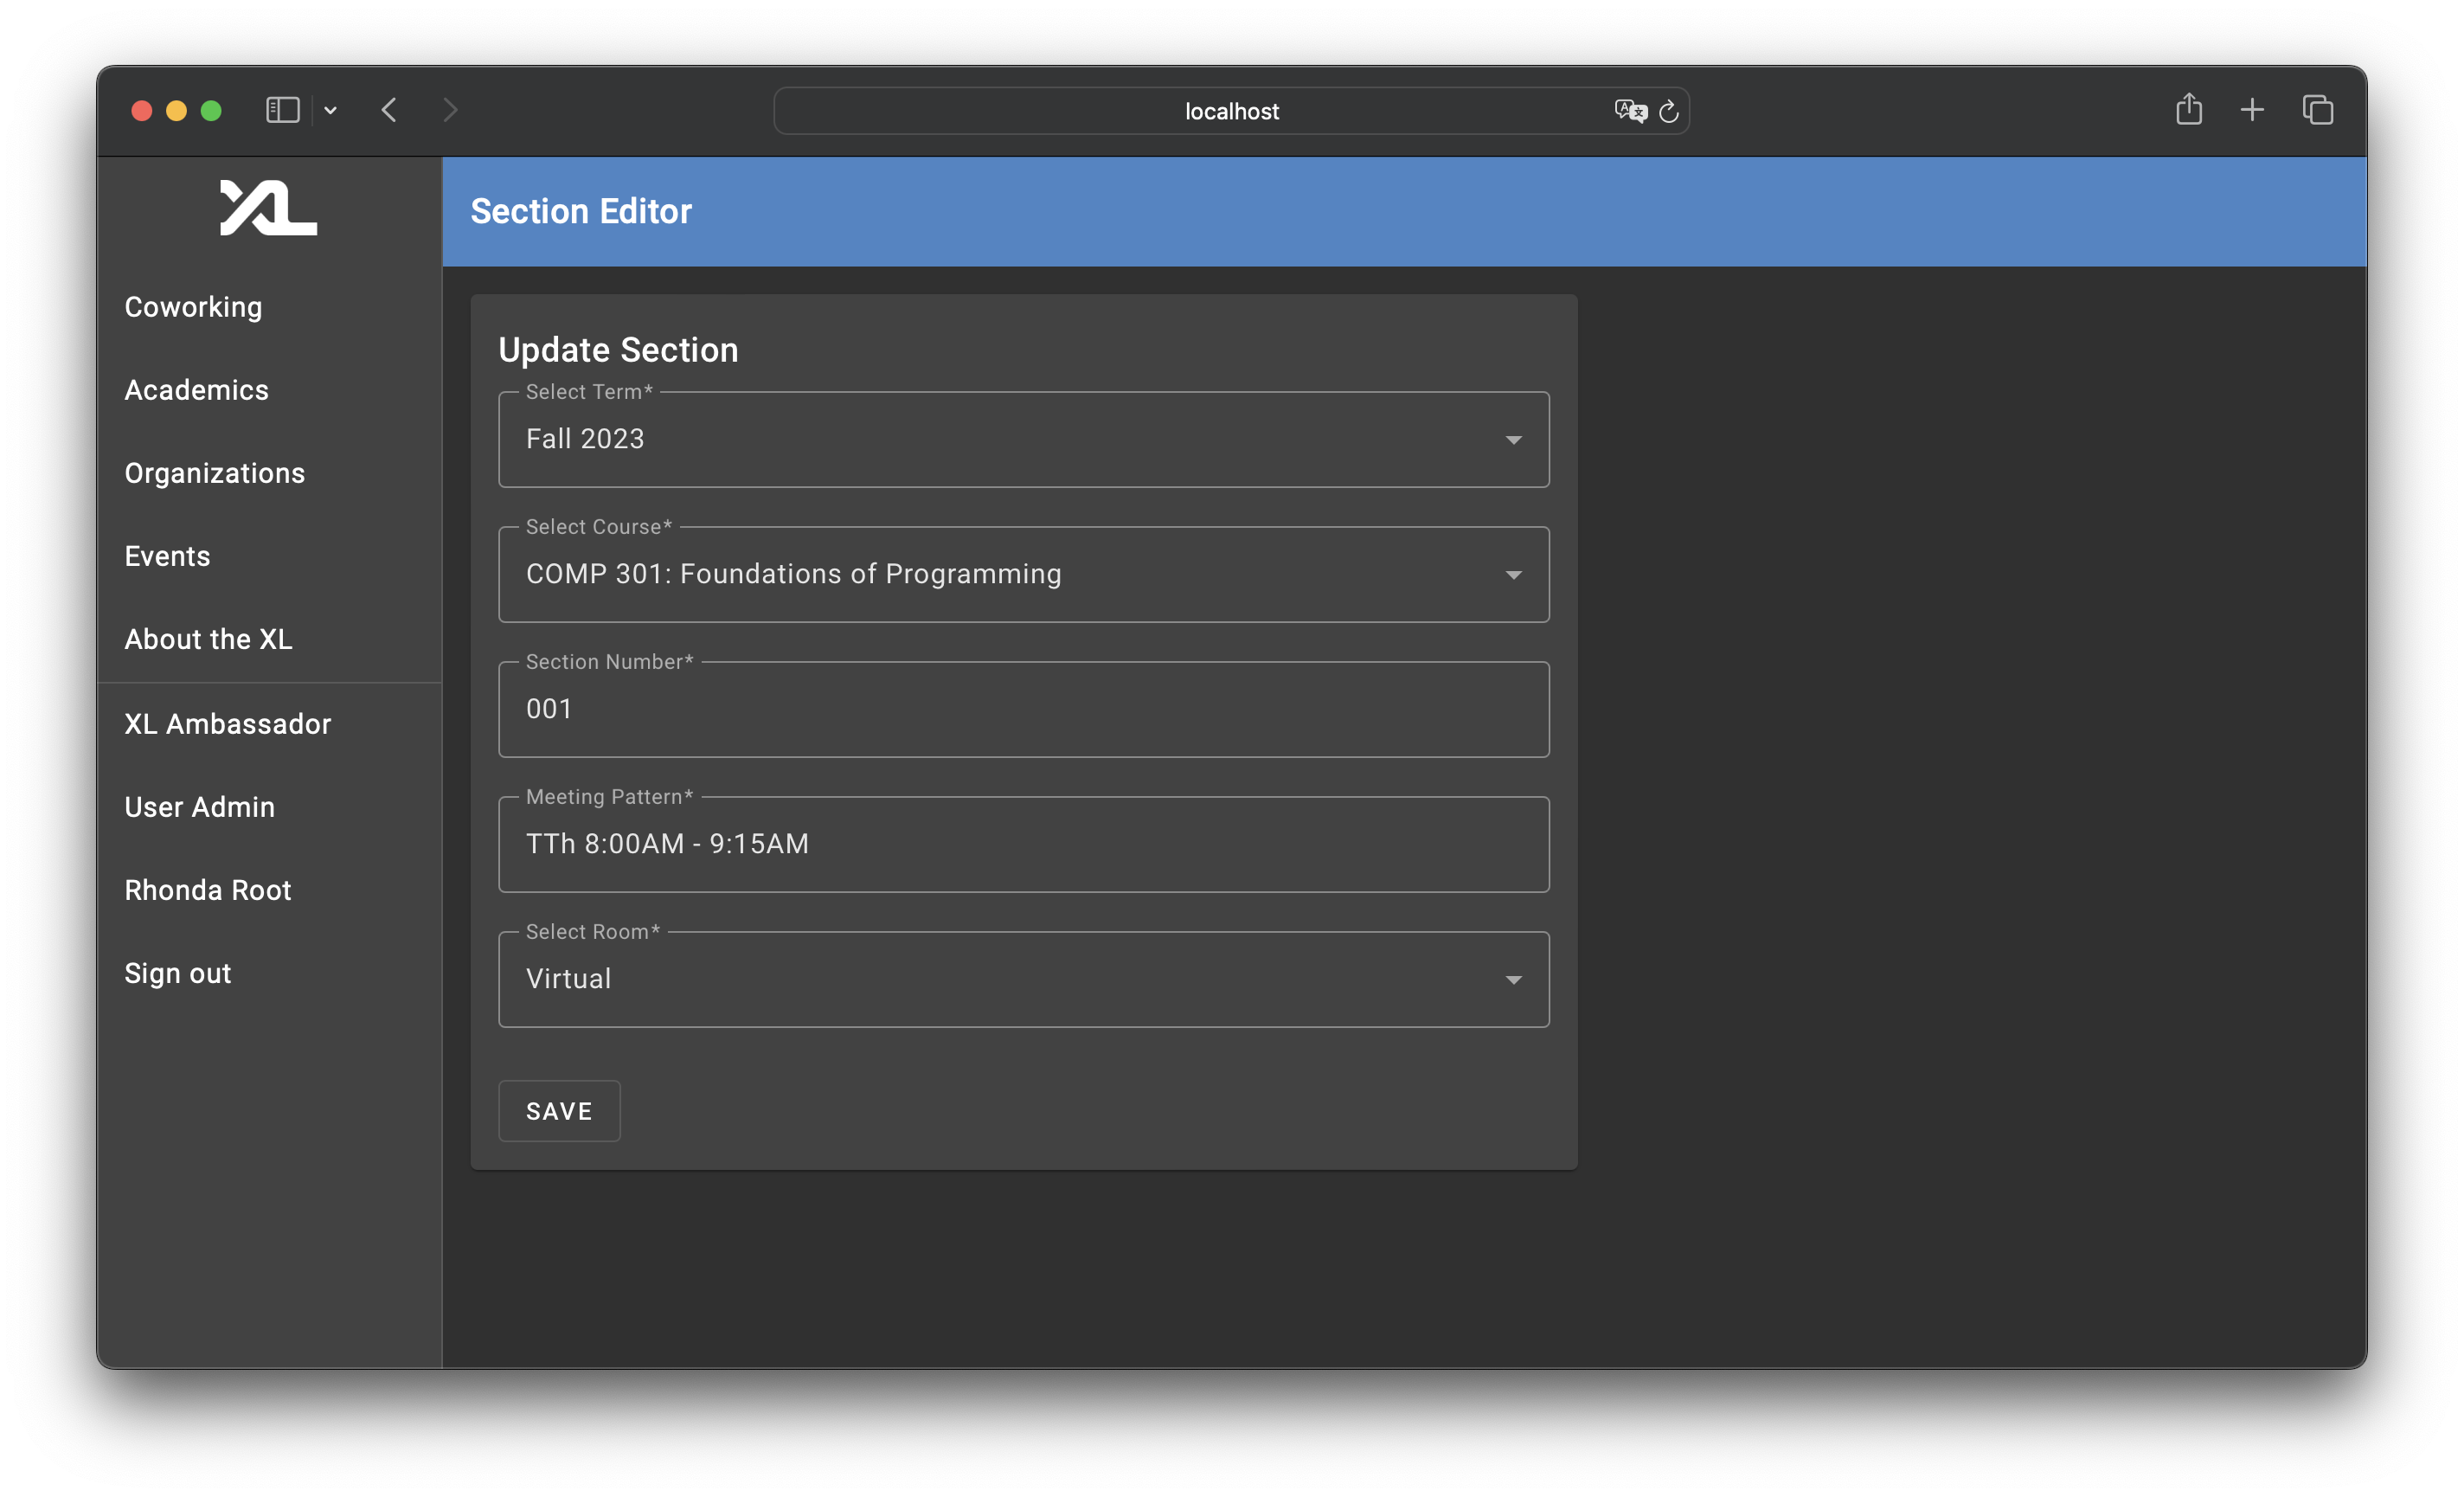 localhost
XL
Section Editor
Coworking
Academics
Organizations
Events
About the XL
XL Ambassador
User Admin
Rhonda Root
Sign out
Update Section
Select Term*
Fall 2023
Select Course*
COMP 301: Foundations of Programming
Section Number*
001
Meeting Pattern*
TTh 8:00AM - 9:15AM
Select Room*
Virtual
SAVE